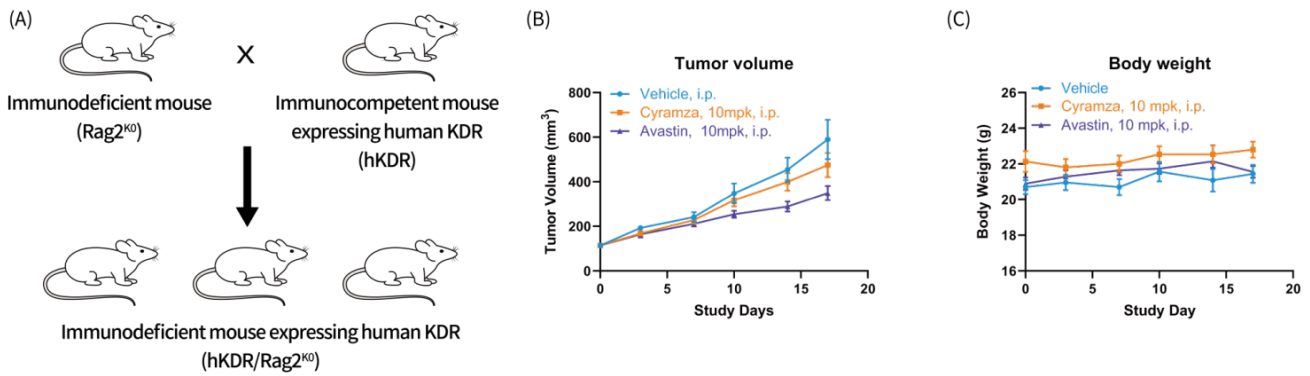 (A)
X
Immunodeficient mouse
(Rag2ᴷᴼ)
Immunocompetent mouse
expressing human KDR
(hKDR)
Immunodeficient mouse expressing human KDR
(hKDR/Rag2ᴷᴼ)
(B)
Tumor volume
Vehicle, i.p.
Cyramza, 10mpk, i.p.
Avastin, 10mpk, i.p.
Tumor Volume (mm³)
800
600
400
200
0
0 5 10 15 20
Study Days
(C)
Body weight
Vehicle
Cyramza, 10 mpk, i.p.
Avastin, 10 mpk, i.p.
Body Weight (g)
26
24
22
20
18
16
0 5 10 15 20
Study Day